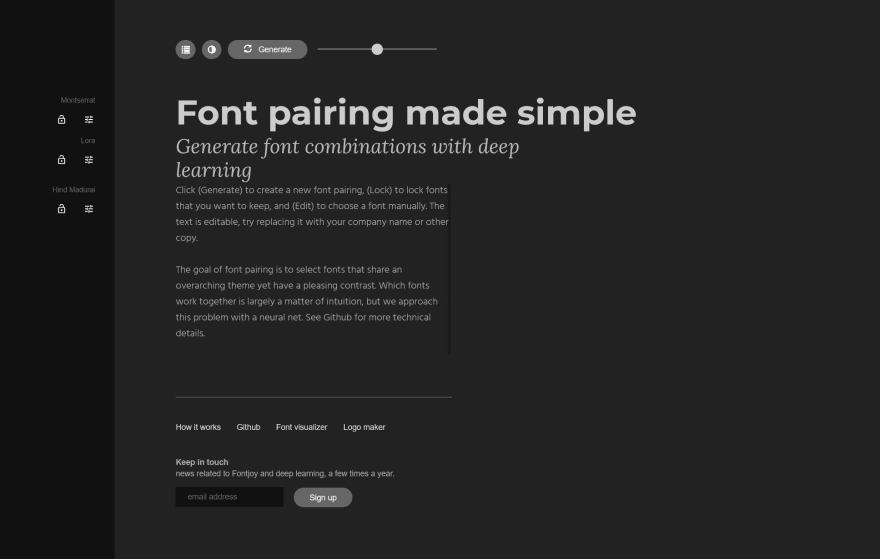 Generate
Montserrat
Lora
Hind Madurai
Font pairing made simple
Generate font combinations with deep
learning
Click (Generate) to create a new font pairing, (Lock) to lock fonts
that you want to keep, and (Edit) to choose a font manually. The
text is editable, try replacing it with your company name or other
copy.
The goal of font pairing is to select fonts that share an
overarching theme yet have a pleasing contrast. Which fonts
work together is largely a matter of intuition, but we approach
this problem with a neural net. See Github for more technical
details.
How it works Github Font visualizer Logo maker
Keep in touch
news related to Fontjoy and deep learning, a few times a year.
email address Sign up